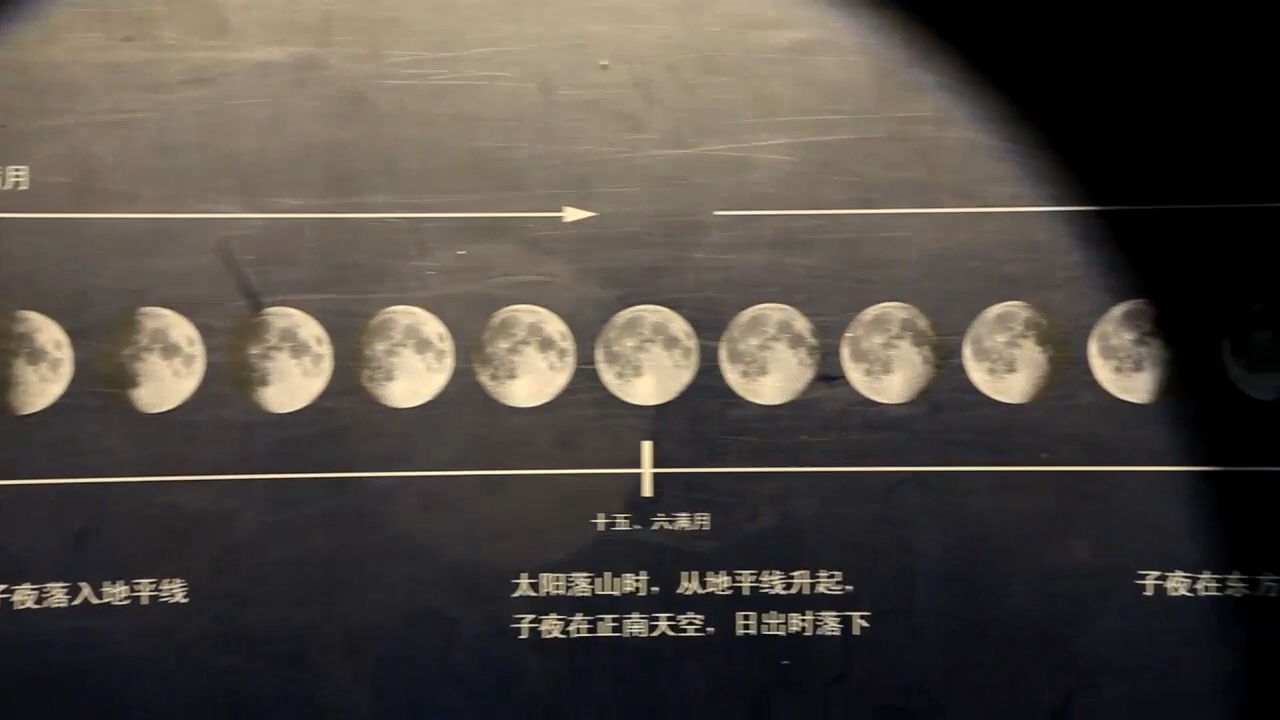 月
十五、六满月
子夜落入地平线
太阳落山时，从地平线升起，
子夜在正南天空，日出时落下
子夜在东方